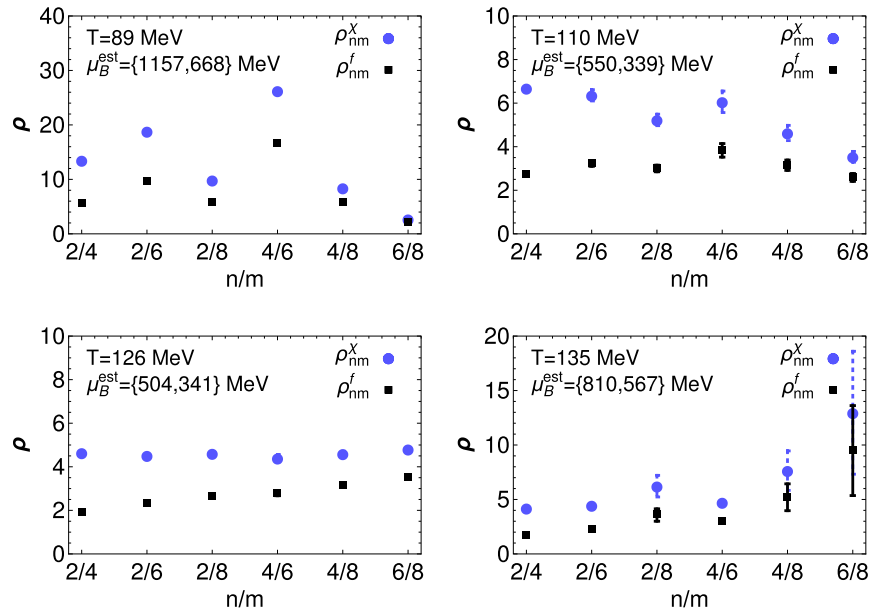 T=89 MeV
μ_B^est={1157,668} MeV
ρ_nm^χ
ρ_nm^f
ρ
40
30
20
10
0
2/4 2/6 2/8 4/6 4/8 6/8
n/m
T=110 MeV
μ_B^est={550,339} MeV
ρ_nm^χ
ρ_nm^f
ρ
10
8
6
4
2
0
2/4 2/6 2/8 4/6 4/8 6/8
n/m
T=126 MeV
μ_B^est={504,341} MeV
ρ_nm^χ
ρ_nm^f
ρ
10
8
6
4
2
0
2/4 2/6 2/8 4/6 4/8 6/8
n/m
T=135 MeV
μ_B^est={810,567} MeV
ρ_nm^χ
ρ_nm^f
ρ
20
15
10
5
0
2/4 2/6 2/8 4/6 4/8 6/8
n/m